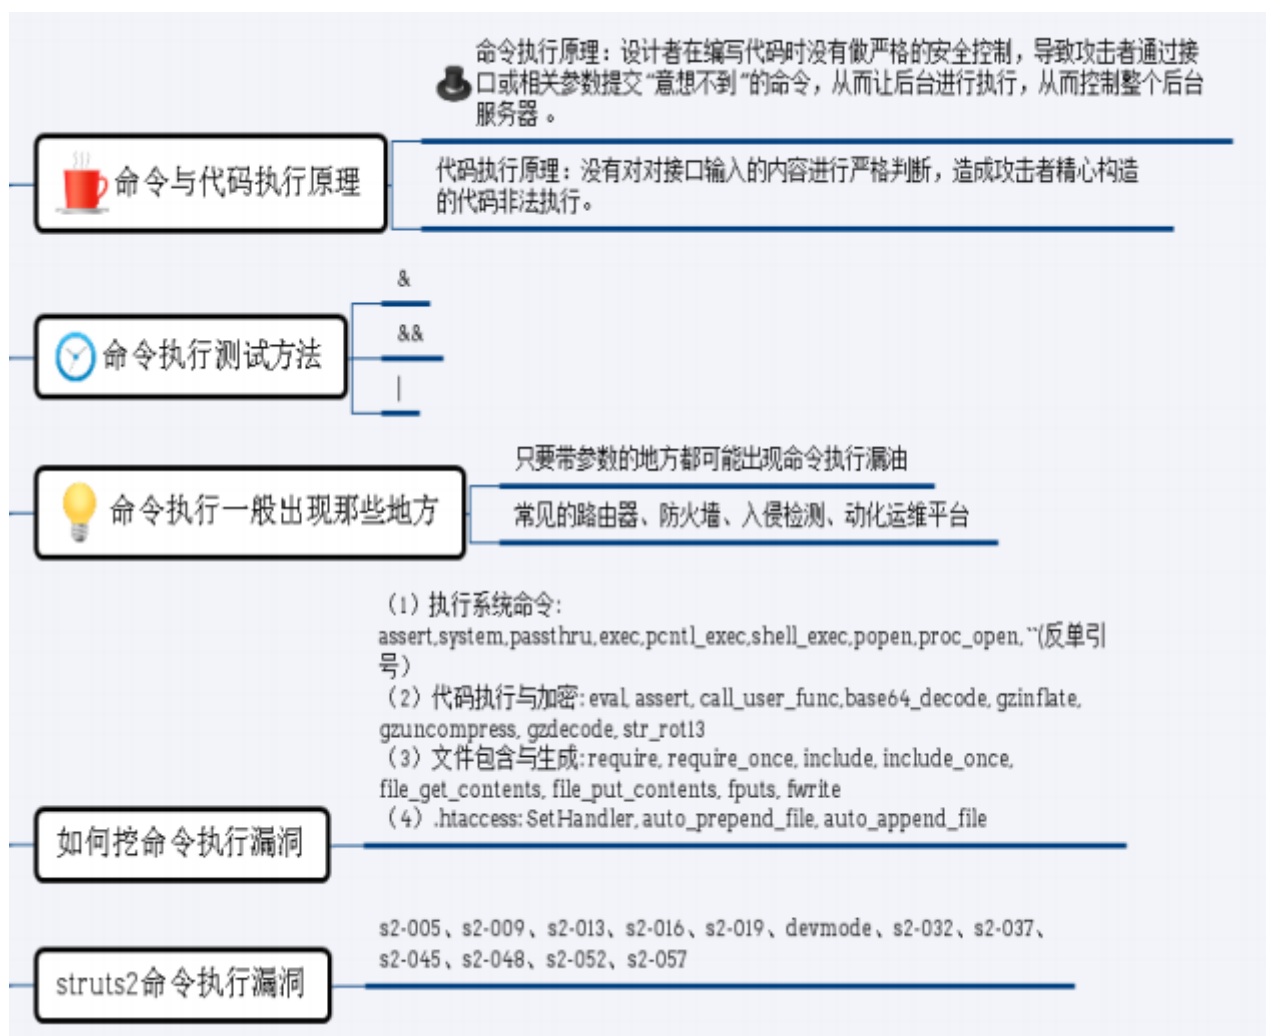 命令执行原理：设计者在编写代码时没有做严格的安全控制，导致攻击者通过接
口或相关参数提交“意想不到”的命令，从而让后台进行执行，从而控制整个后台
服务器。
命令与代码执行原理
代码执行原理：没有对对接口输入的内容进行严格判断，造成攻击者精心构造
的代码非法执行。
&
&&
|
命令执行测试方法
只要带参数的地方都可能出现命令执行漏油
命令执行一般出现那些地方
常见的路由器、防火墙、入侵检测、动化运维平台
（1）执行系统命令:
assert,system,passthru,exec,pcntl_exec,shell_exec,popen,proc_open, ``(反单引
号）
（2）代码执行与加密: eval, assert, call_user_func,base64_decode, gzinflate,
gzuncompress, gzdecode, str_rot13
（3）文件包含与生成: require, require_once, include, include_once,
file_get_contents, file_put_contents, fputs, fwrite
（4）.htaccess: SetHandler, auto_prepend_file, auto_append_file
如何挖命令执行漏洞
s2-005、s2-009、s2-013、s2-016、s2-019、devmode、s2-032、s2-037、
s2-045、s2-048、s2-052、s2-057
struts2命令执行漏洞